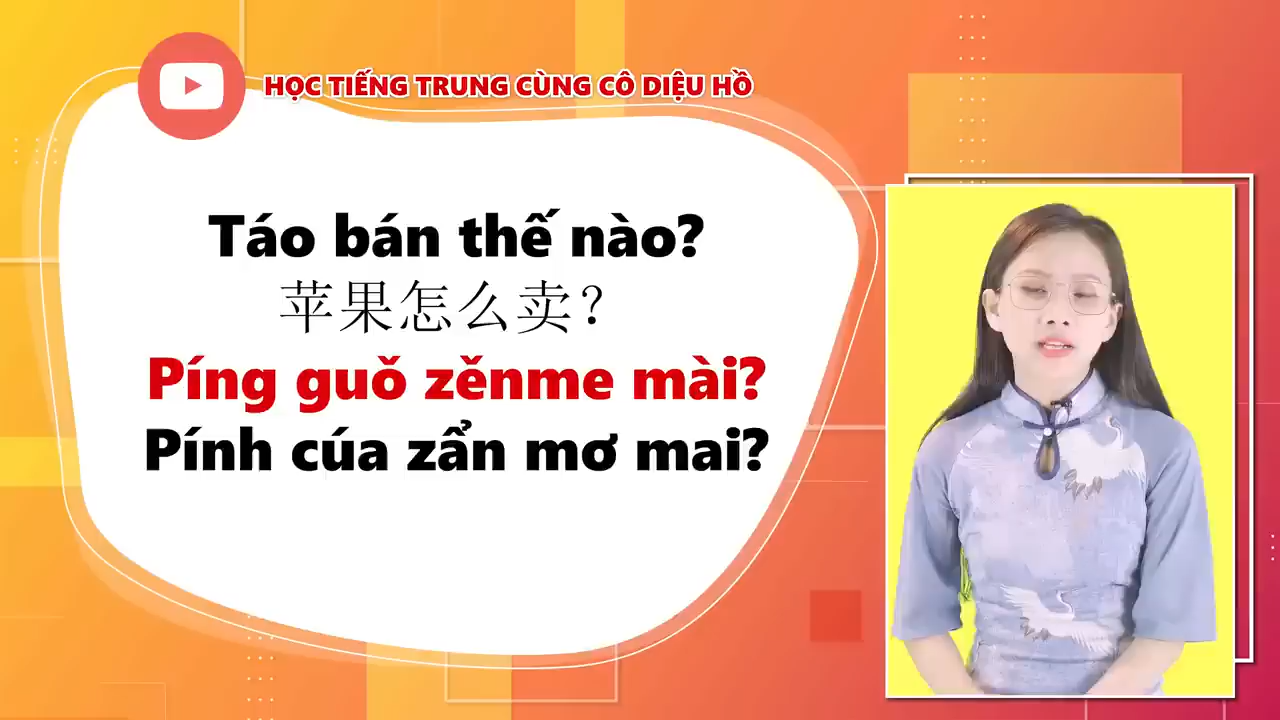 HỌC TIẾNG TRUNG CÙNG CÔ DIỆU HỒ
Táo bán thế nào?
苹果怎么卖？
Píng guǒ zěnme mài?
Pính cúa zẩn mơ mai?